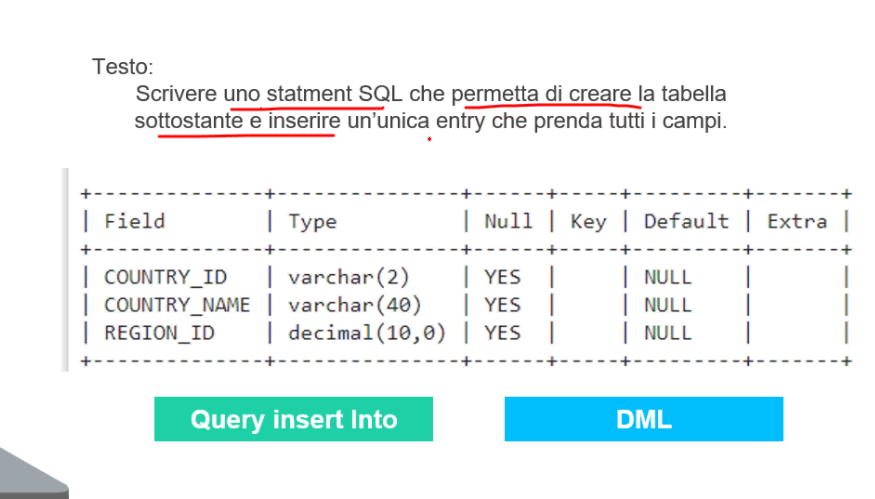 Testo:
Scrivere uno statment SQL che permetta di creare la tabella
sottostante e inserire un'unica entry che prenda tutti i campi.
+--------------+---------------+------+-----+---------+-------+
| Field        | Type          | Null | Key | Default | Extra |
+--------------+---------------+------+-----+---------+-------+
| COUNTRY_ID   | varchar(2)    | YES  |     | NULL    |       |
| COUNTRY_NAME | varchar(40)   | YES  |     | NULL    |       |
| REGION_ID    | decimal(10,0) | YES  |     | NULL    |       |
+--------------+---------------+------+-----+---------+-------+
Query insert Into
DML